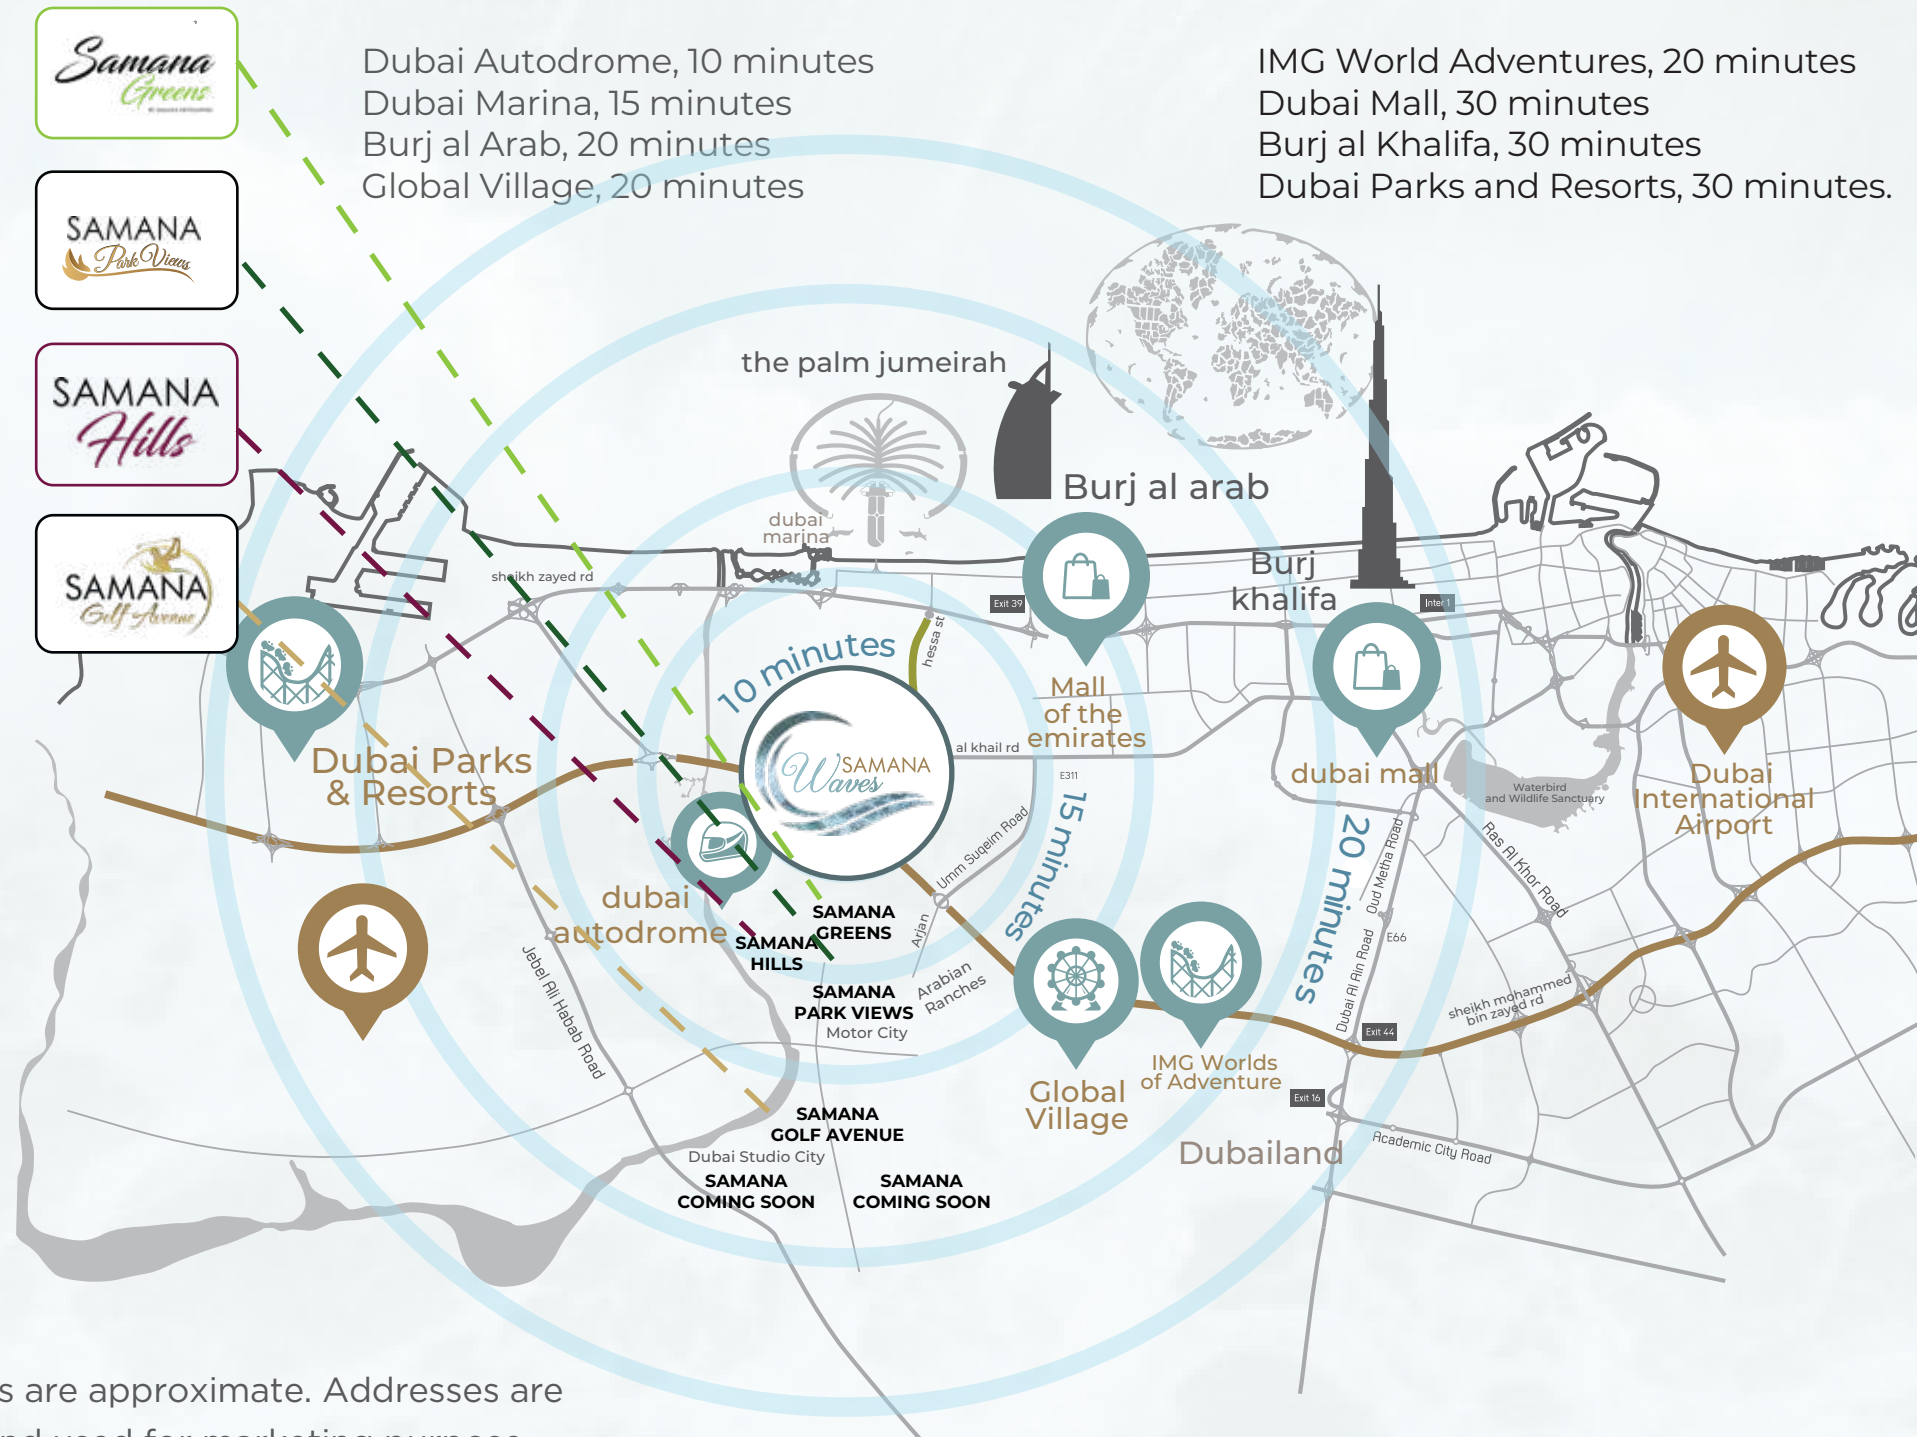 Samana
Greens
SAMANA
Park Views
SAMANA
Hills
SAMANA
Golf Avenue
Dubai Autodrome, 10 minutes
Dubai Marina, 15 minutes
Burj al Arab, 20 minutes
Global Village, 20 minutes
IMG World Adventures, 20 minutes
Dubai Mall, 30 minutes
Burj al Khalifa, 30 minutes
Dubai Parks and Resorts, 30 minutes.
the palm jumeirah
Burj al arab
dubai
marina
sheikh zayed rd
Exit 39
Burj
khalifa
Inter 1
hessa st
10 minutes
Mall
of the
emirates
al khail rd
SAMANA
Waves
E311
Dubai Parks
& Resorts
dubai mall
Waterbird
and Wildlife Sanctuary
Dubai
International
Airport
15 minutes
20 minutes
Umm Suqeim Road
Oud Metha Road
Ras Al Khor Road
dubai
autodrome
SAMANA
GREENS
SAMANA
HILLS
Arjan
Arabian
Ranches
SAMANA
PARK VIEWS
Motor City
Jebel Ali Habab Road
Dubai Al Ain Road
E66
sheikh mohammed
bin zayed rd
Exit 44
IMG Worlds
of Adventure
Global
Village
Exit 16
Dubailand
Academic City Road
SAMANA
GOLF AVENUE
Dubai Studio City
SAMANA
COMING SOON
SAMANA
COMING SOON
s are approximate. Addresses are
nd used for marketing purpose